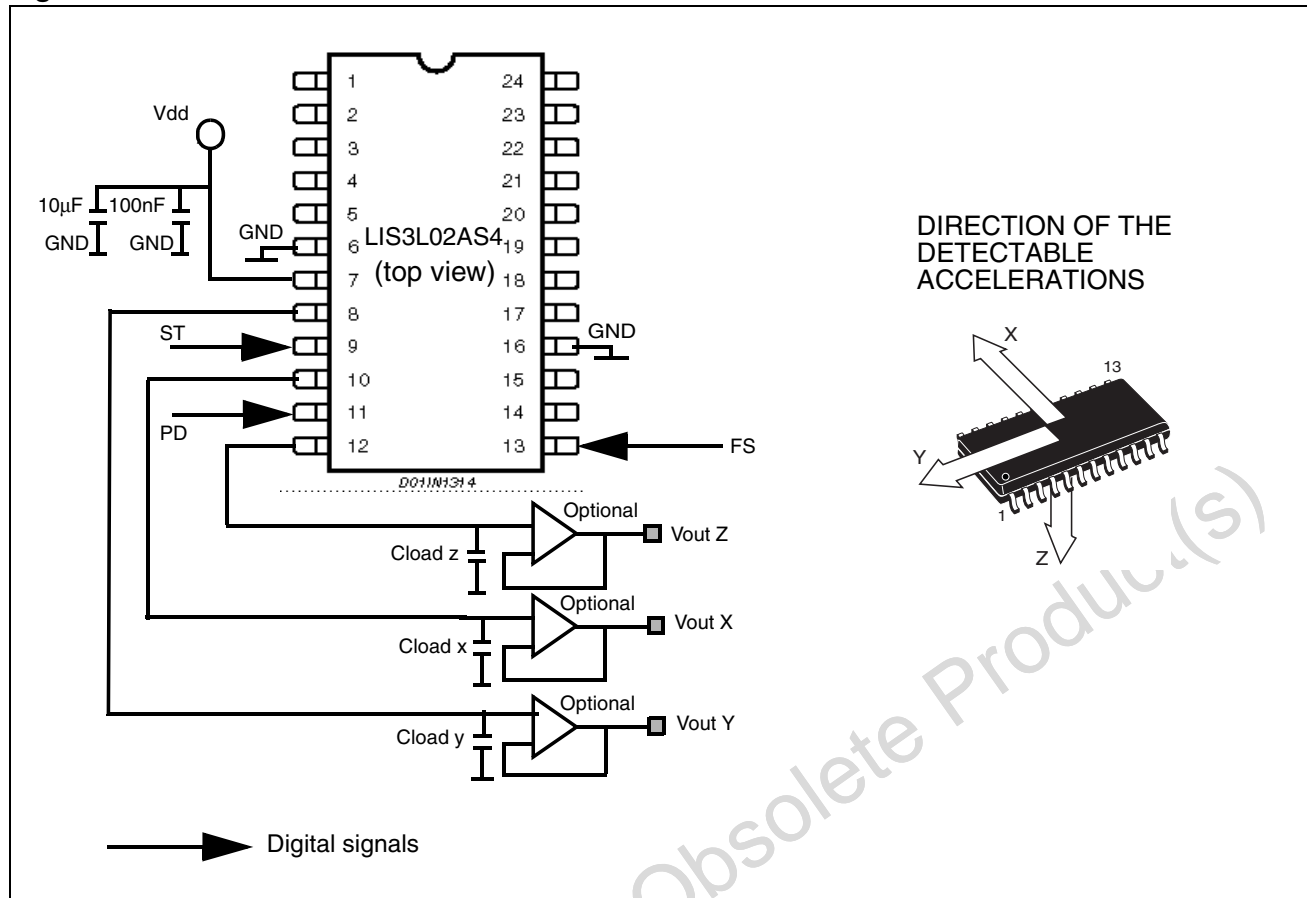 1 24
2 23
Vdd
3 22
4 21
10µF 100nF
5 20
GND GND GND
6 LIS3L02AS4 19
7 (top view) 18
8 17
ST
9 16 GND
10 15
11 14
PD
12 13
FS
D01IN1314
Optional
Cload z
Vout Z
Optional
Cload x
Vout X
Optional
Cload y
Vout Y
Digital signals
DIRECTION OF THE
DETECTABLE
ACCELERATIONS
X
13
Y
1
Z
Obsolete Product(s)